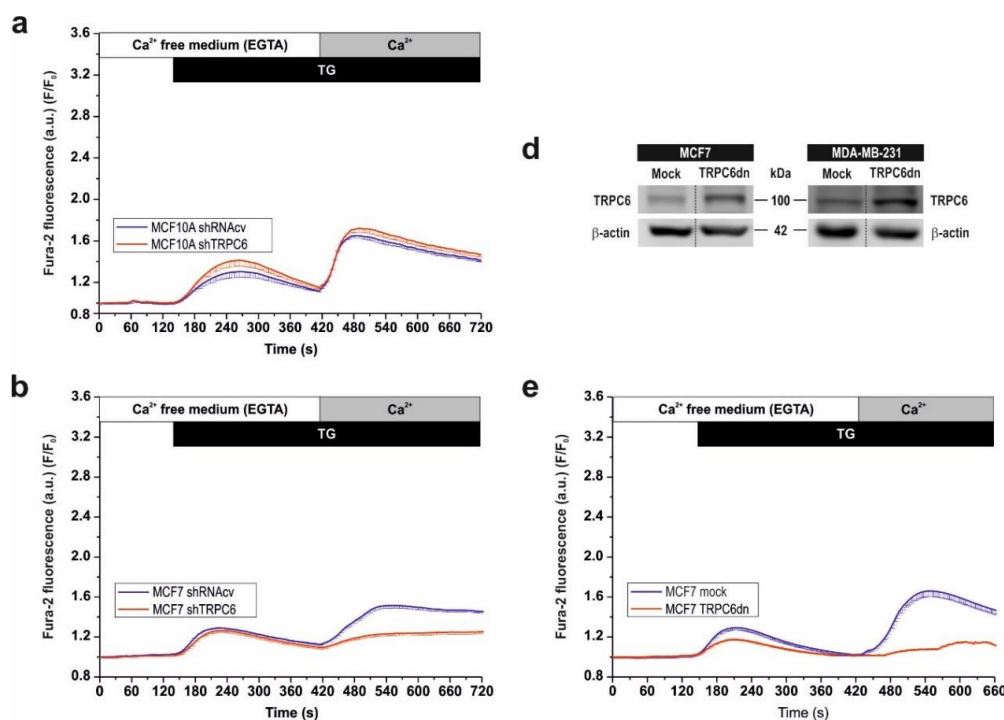 a
Ca²⁺ free medium (EGTA) Ca²⁺
TG
Fura-2 fluorescence (a.u.) (F/F₀)
3.6
3.2
2.8
2.4
2.0
1.6
1.2
0.8
MCF10A shRNAcv
MCF10A shTRPC6
0 60 120 180 240 300 360 420 480 540 600 660 720
Time (s)
d
MCF7 MDA-MB-231
Mock TRPC6dn kDa Mock TRPC6dn
TRPC6 100 TRPC6
β-actin 42 β-actin
b
Ca²⁺ free medium (EGTA) Ca²⁺
TG
Fura-2 fluorescence (a.u.) (F/F₀)
3.6
3.2
2.8
2.4
2.0
1.6
1.2
0.8
MCF7 shRNAcv
MCF7 shTRPC6
0 60 120 180 240 300 360 420 480 540 600 660 720
Time (s)
e
Ca²⁺ free medium (EGTA) Ca²⁺
TG
Fura-2 fluorescence (a.u.) (F/F₀)
3.6
3.2
2.8
2.4
2.0
1.6
1.2
0.8
MCF7 mock
MCF7 TRPC6dn
0 60 120 180 240 300 360 420 480 540 600 660
Time (s)